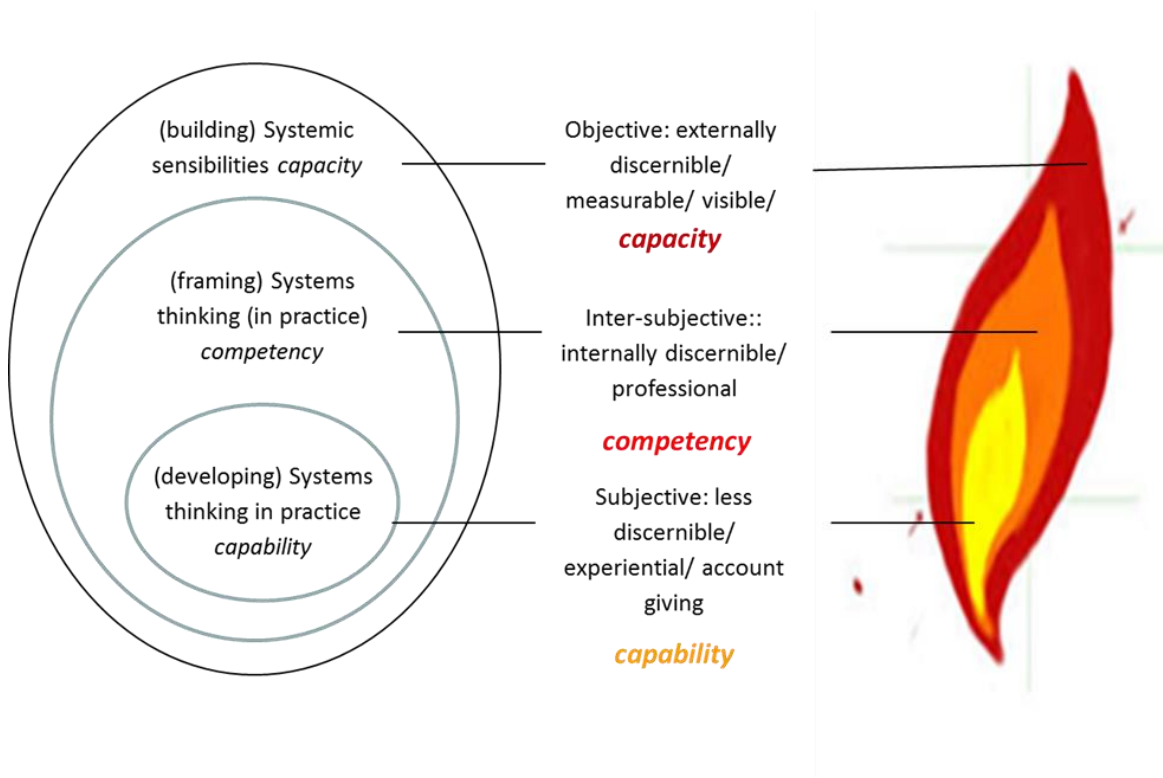 (building) Systemic
sensibilities capacity
(framing) Systems
thinking (in practice)
competency
(developing) Systems
thinking in practice
capability
Objective: externally
discernible/
measurable/ visible/
capacity
Inter-subjective::
internally discernible/
professional
competency
Subjective: less
discernible/
experiential/ account
giving
capability